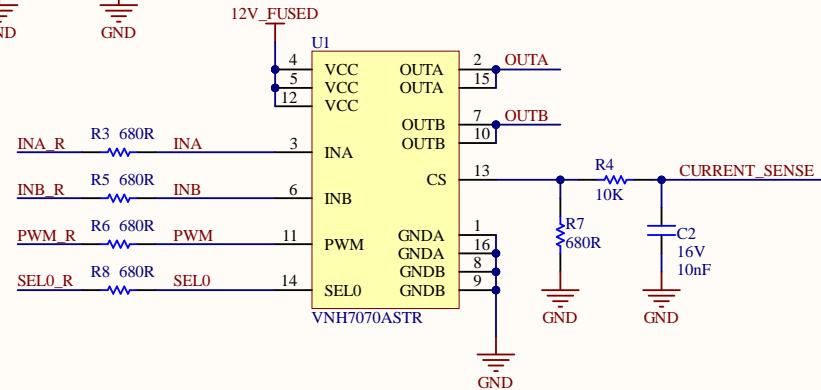 12V_FUSED
ND
GND
U1
4 VCC OUTA 2 OUTA
5 VCC OUTA 15
12 VCC
OUTB 7 OUTB
OUTB 10
INA_R R3 680R INA 3 INA
CS 13 R4 10K CURRENT_SENSE
INB_R R5 680R INB 6 INB
R7
680R
C2
16V
10nF
PWM_R R6 680R PWM 11 PWM
GNDA 1
GNDA 16
GNDB 8
GNDB 9
SEL0_R R8 680R SEL0 14 SEL0
VNH7070ASTR
GND
GND
GND